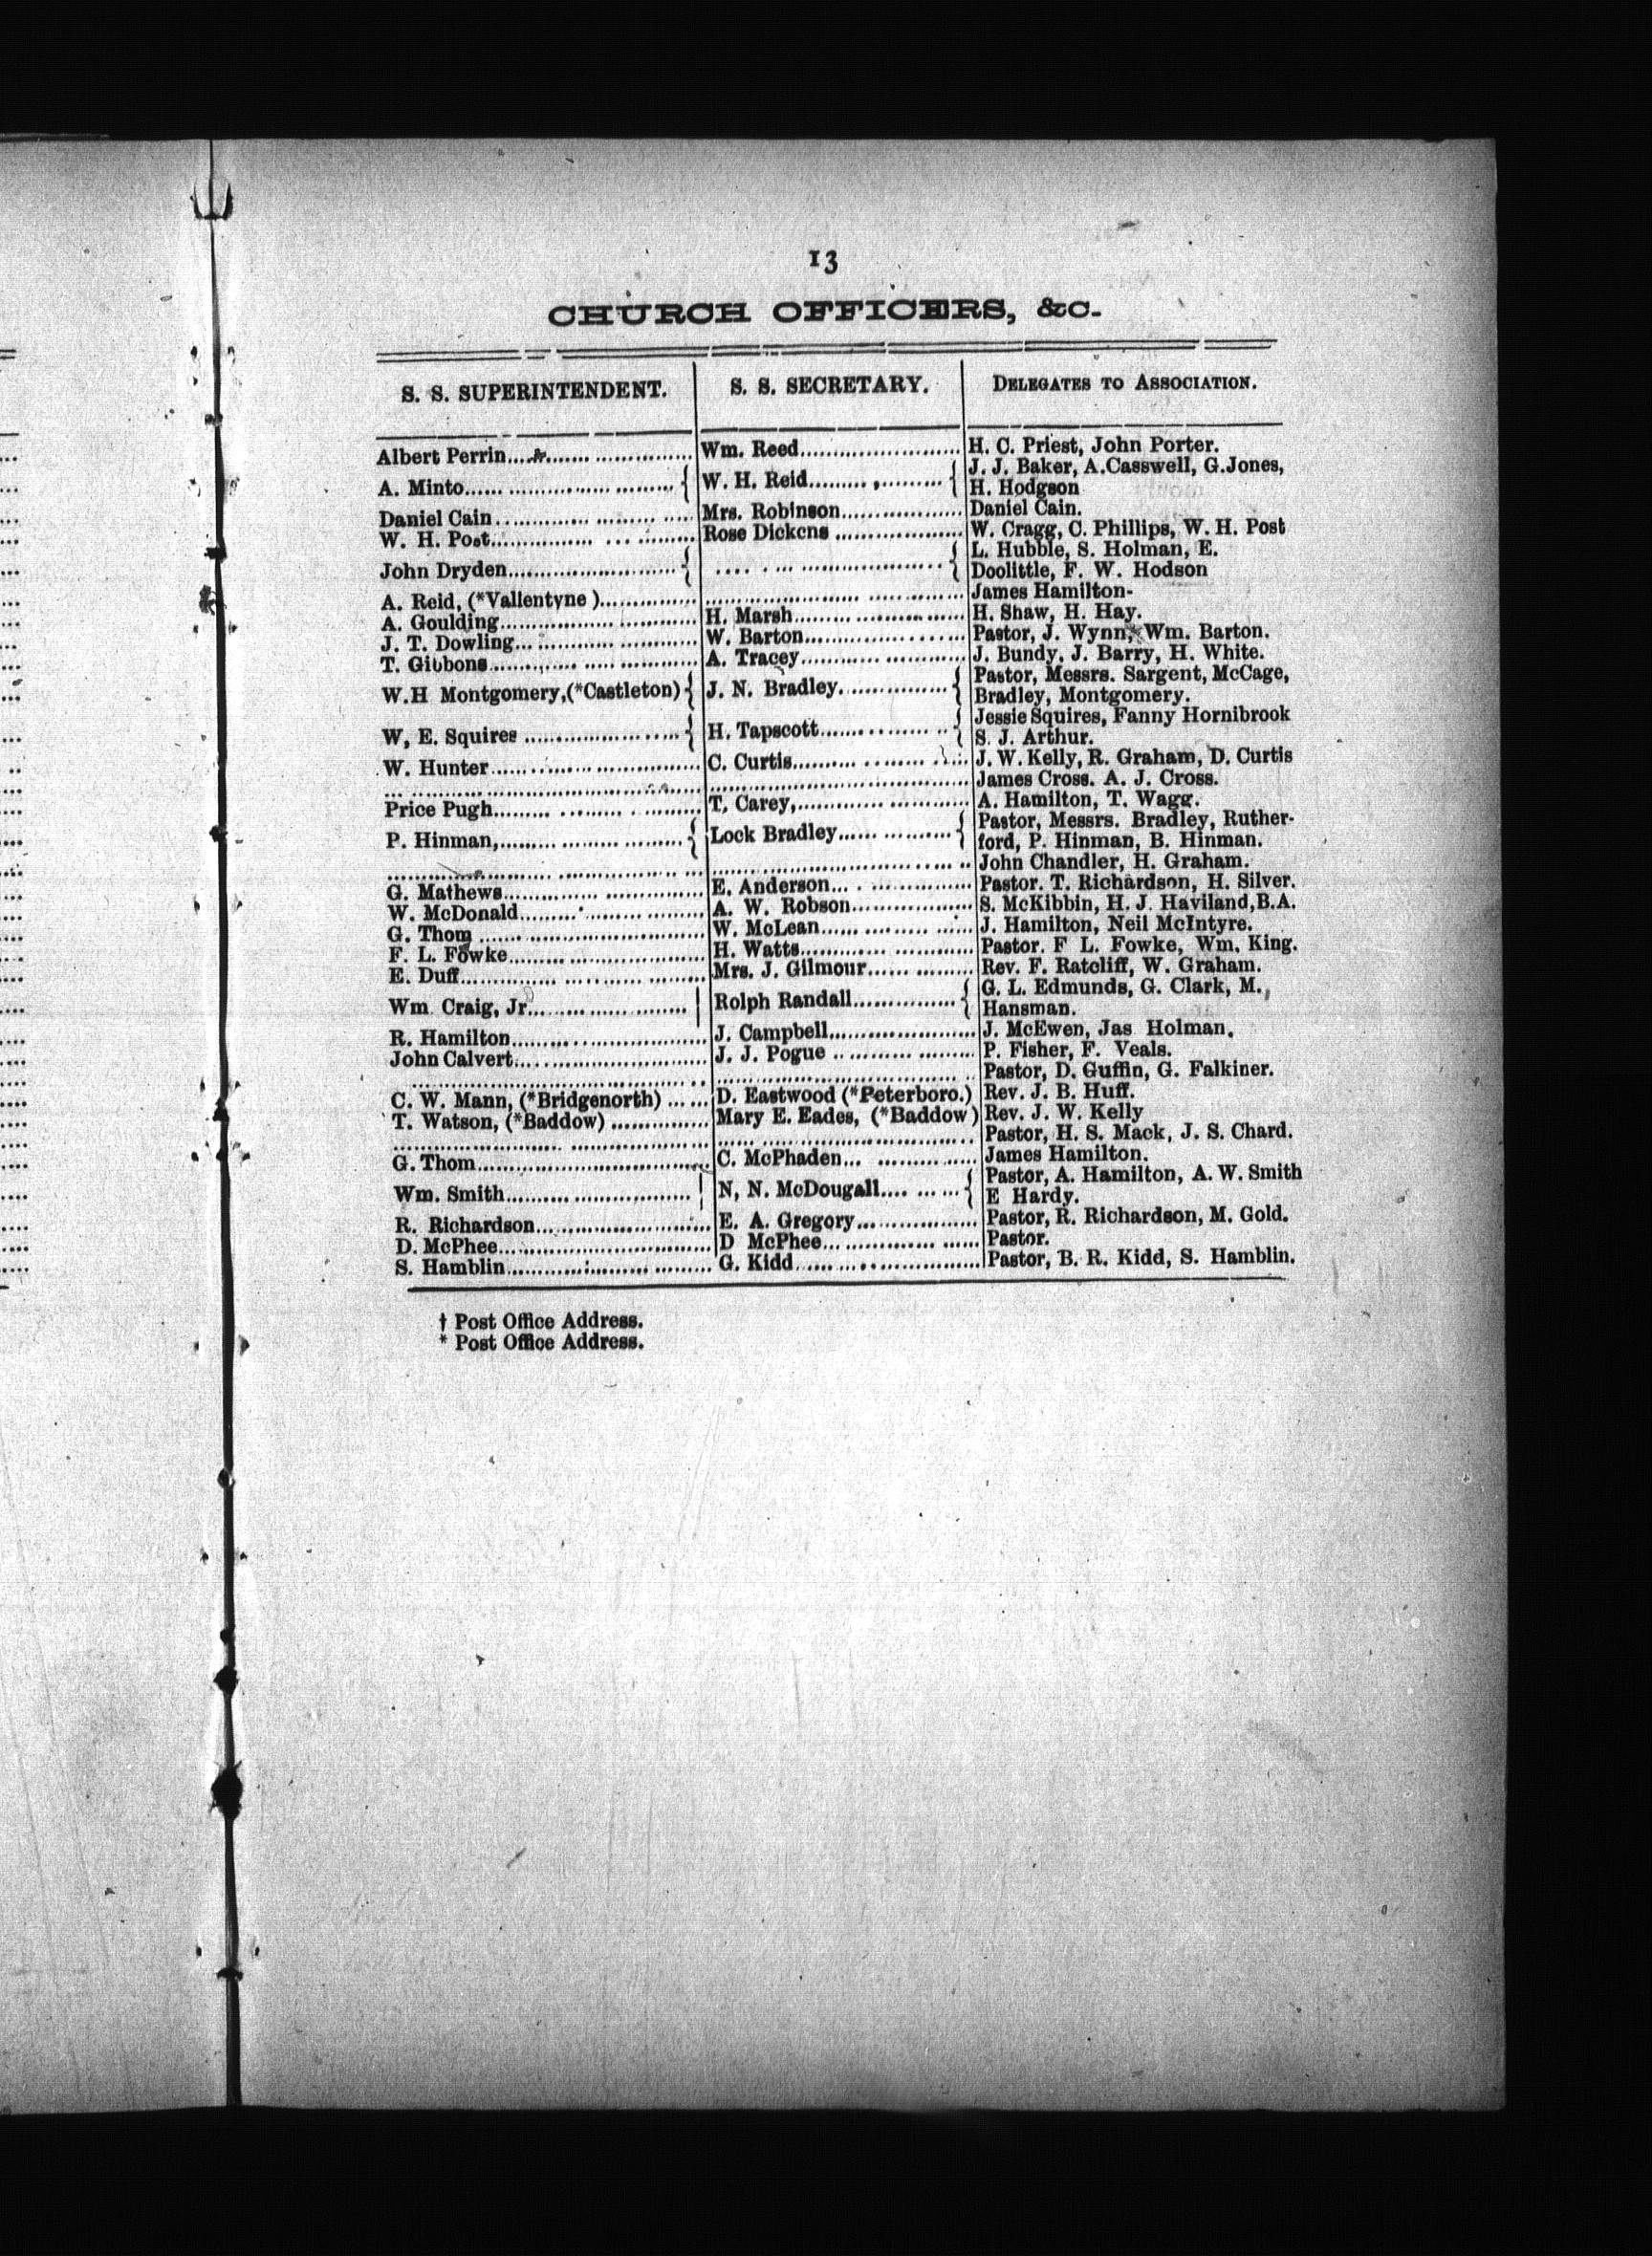 13
CHURCH OFFICERS, &C.
S. S. SUPERINTENDENT. S. S. SECRETARY. DELEGATES TO ASSOCIATION.
Albert Perrin Wm. Reed H. C. Priest, John Porter.
A. Minto { W. H. Reid { J. J. Baker, A. Casswell, G. Jones,
H. Hodgson
Daniel Cain Mrs. Robinson Daniel Cain.
W. H. Post Rose Dickens W. Cragg, C. Phillips, W. H. Post
John Dryden { { L. Hubble, S. Holman, E.
Doolittle, F. W. Hodson
A. Reid, (*Vallentyne ) James Hamilton-
A. Goulding H. Marsh H. Shaw, H. Hay.
J. T. Dowling W. Barton Pastor, J. Wynn, Wm. Barton.
T. Gibbons A. Tracey J. Bundy, J. Barry, H. White.
W.H Montgomery,(*Castleton) { J. N. Bradley. { Pastor, Messrs. Sargent, McCage,
Bradley, Montgomery.
W, E. Squires { H. Tapscott { Jessie Squires, Fanny Hornibrook
S. J. Arthur.
W. Hunter C. Curtis J. W. Kelly, R. Graham, D. Curtis
James Cross. A. J. Cross.
Price Pugh T, Carey, A. Hamilton, T. Wagg.
P. Hinman, { Lock Bradley { Pastor, Messrs. Bradley, Ruther-
ford, P. Hinman, B. Hinman.
John Chandler, H. Graham.
G. Mathews E. Anderson Pastor. T. Richardson, H. Silver.
W. McDonald A. W. Robson S. McKibbin, H. J. Haviland,B.A.
G. Thom W. McLean J. Hamilton, Neil McIntyre.
F. L. Fowke H. Watts Pastor. F L. Fowke, Wm. King.
E. Duff Mrs. J. Gilmour Rev. F. Ratcliff, W. Graham.
Wm. Craig, Jr Rolph Randall { G. L. Edmunds, G. Clark, M.
Hansman.
R. Hamilton J. Campbell J. McEwen, Jas Holman.
John Calvert J. J. Pogue P. Fisher, F. Veals.
Pastor, D. Guffin, G. Falkiner.
C. W. Mann, (*Bridgenorth) D. Eastwood (*Peterboro.) Rev. J. B. Huff.
T. Watson, (*Baddow) Mary E. Eades, (*Baddow) Rev. J. W. Kelly
Pastor, H. S. Mack, J. S. Chard.
G. Thom C. McPhaden James Hamilton.
Wm. Smith N, N. McDougall { Pastor, A. Hamilton, A. W. Smith
E Hardy.
R. Richardson E. A. Gregory Pastor, R. Richardson, M. Gold.
D. McPhee D McPhee Pastor.
S. Hamblin G. Kidd Pastor, B. R. Kidd, S. Hamblin.
† Post Office Address.
* Post Office Address.